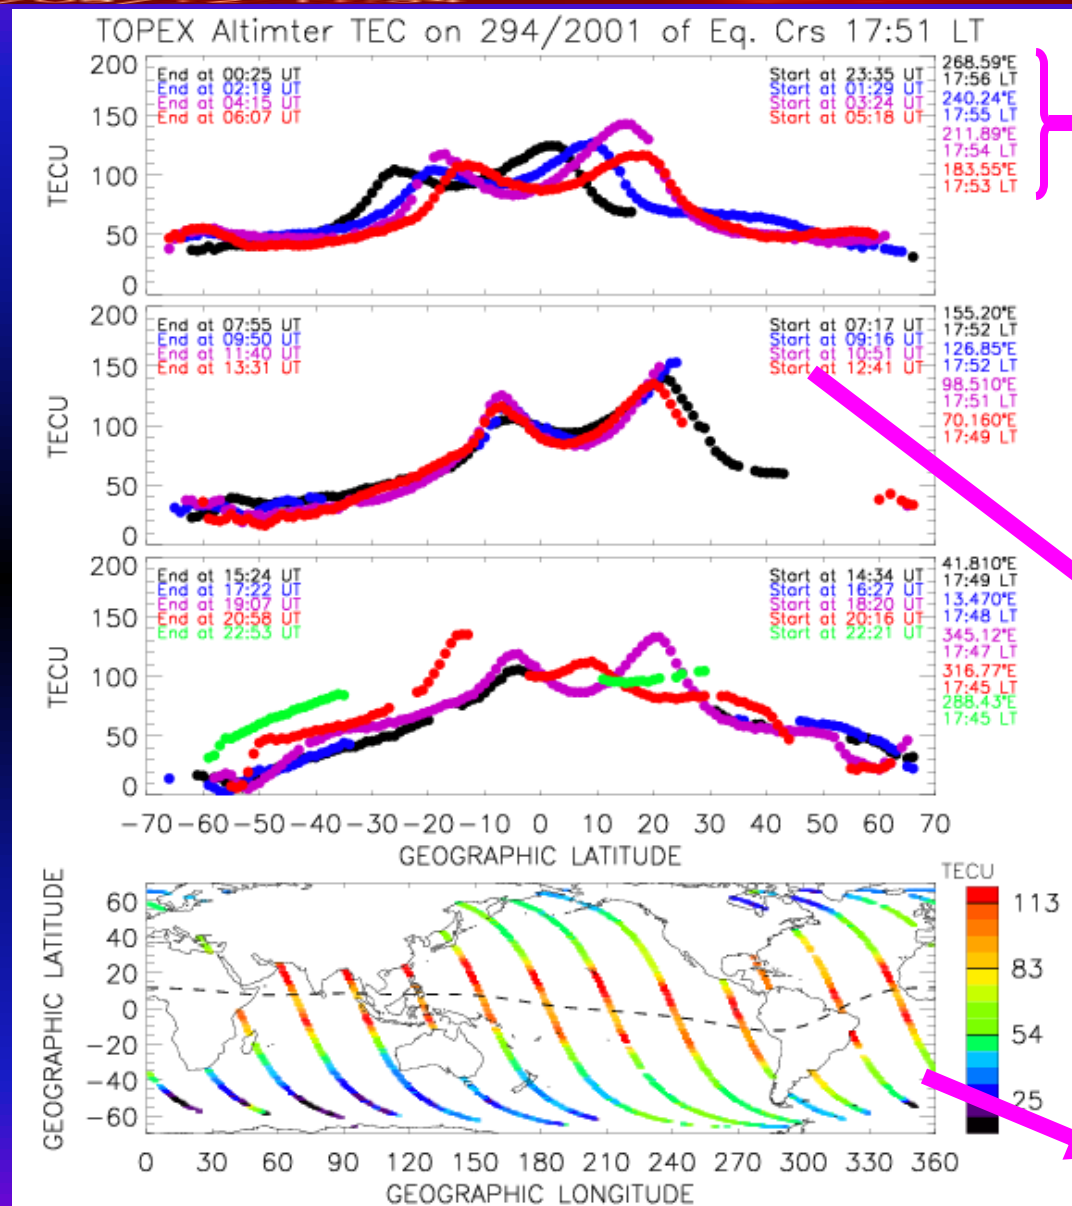 TOPEX Altimter TEC on 294/2001 of Eq. Crs 17:51 LT
200
150
100
50
0
TECU
End at 00:25 UT
End at 02:19 UT
End at 04:15 UT
End at 06:07 UT
Start at 23:35 UT
Start at 01:29 UT
Start at 03:24 UT
Start at 05:18 UT
268.59°E
17:56 LT
240.24°E
17:55 LT
211.89°E
17:54 LT
183.55°E
17:53 LT
200
150
100
50
0
TECU
End at 07:55 UT
End at 09:50 UT
End at 11:40 UT
End at 13:31 UT
Start at 07:17 UT
Start at 09:16 UT
Start at 10:51 UT
Start at 12:41 UT
155.20°E
17:52 LT
126.85°E
17:52 LT
98.510°E
17:51 LT
70.160°E
17:49 LT
200
150
100
50
0
TECU
End at 15:24 UT
End at 17:22 UT
End at 19:07 UT
End at 20:58 UT
End at 22:53 UT
Start at 14:34 UT
Start at 16:27 UT
Start at 18:20 UT
Start at 20:16 UT
Start at 22:21 UT
41.810°E
17:49 LT
13.470°E
17:48 LT
345.12°E
17:47 LT
316.77°E
17:45 LT
288.43°E
17:45 LT
-70 -60 -50 -40 -30 -20 -10 0 10 20 30 40 50 60 70
GEOGRAPHIC LATITUDE
GEOGRAPHIC LATITUDE
60
40
20
0
-20
-40
-60
0 30 60 90 120 150 180 210 240 270 300 330 360
GEOGRAPHIC LONGITUDE
TECU
113
83
54
25